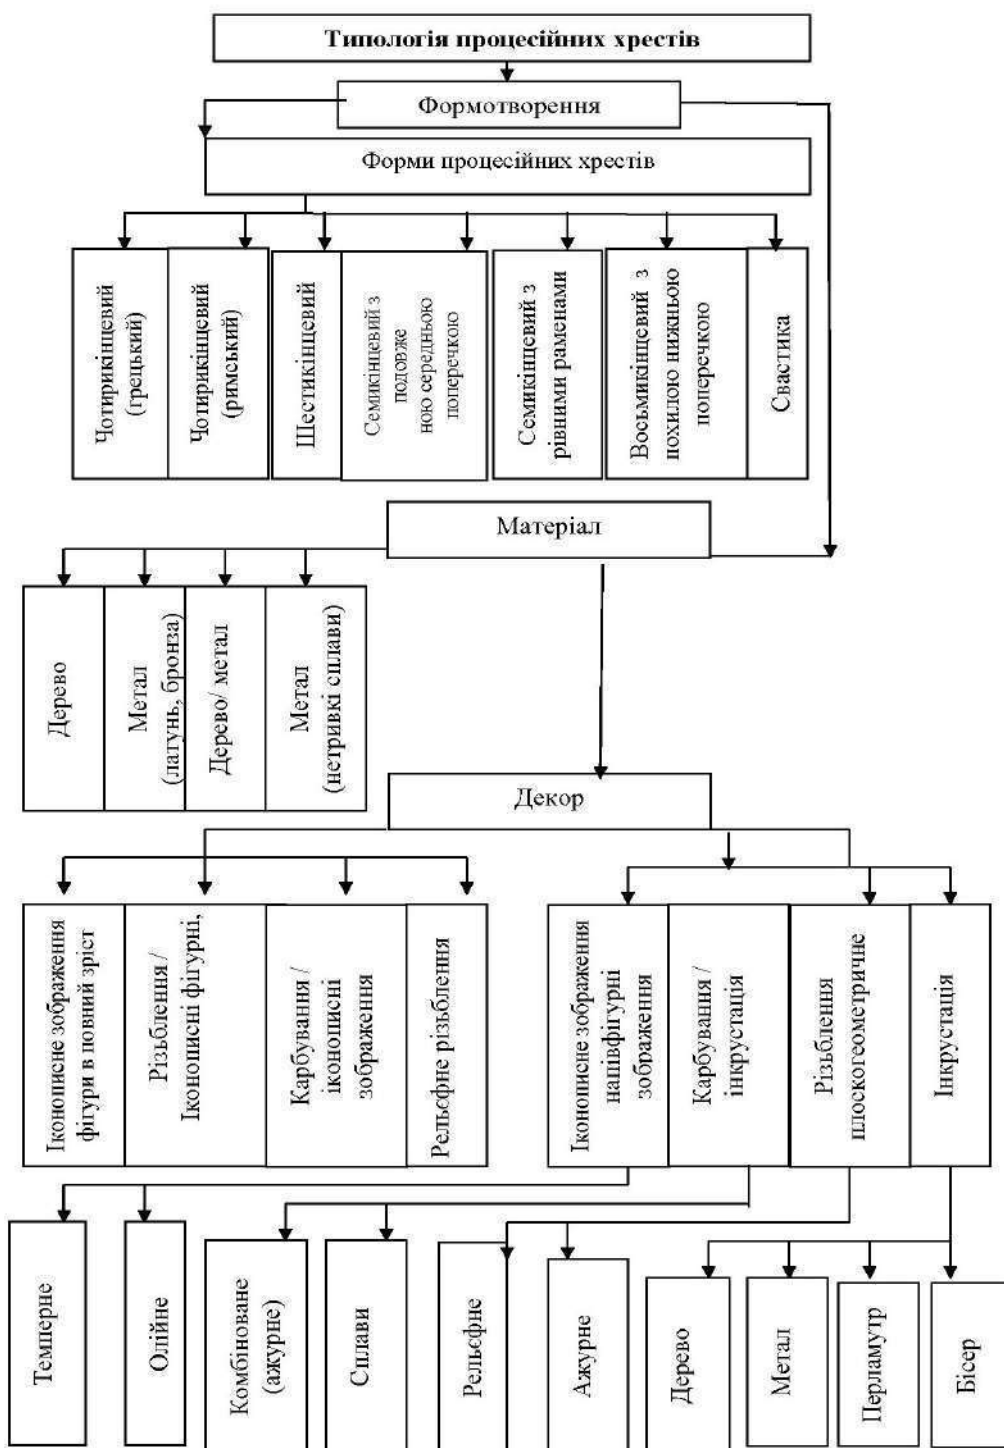 Типологія процесійних хрестів
Формотворення
Форми процесійних хрестів
Чотирикінцевий
(грецький)
Чотирикінцевий
(римський)
Шестикінцевий
Семикінцевий з
подовже
ною середньою
поперечкою
Семикінцевий з
рівними раменами
Восьмикінцевий з
похилою нижньою
поперечкою
Свастика
Матеріал
Дерево
Метал
(латунь, бронза)
Дерево/ метал
Метал
(нетривкі сплави)
Декор
Іконописне зображення
фігури в повний зріст
Різьблення /
Іконописні фігурні,
Карбування /
іконописні
зображення
Рельєфне різьблення
Іконописне зображення
напівфігурні
зображення
Карбування /
інкрустація
Різьблення
плоскогеометричне
Інкрустація
Темперне
Олійне
Комбіноване
(ажурне)
Сплави
Рельєфне
Ажурне
Дерево
Метал
Перламутр
Бісер